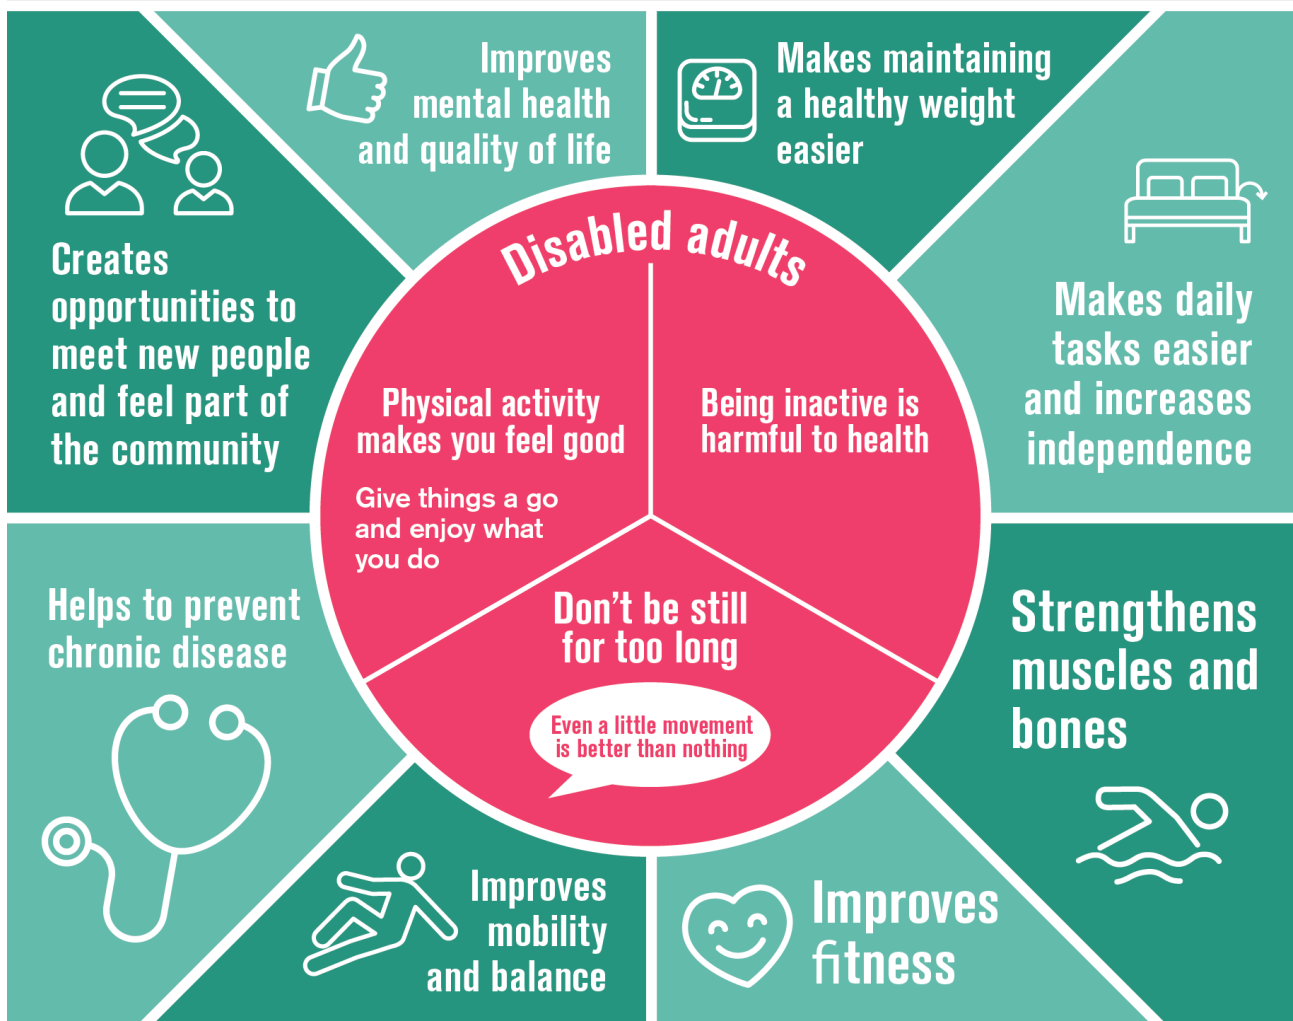 Improves
mental health
and quality of life
Makes maintaining
a healthy weight
easier
Makes daily
tasks easier
and increases
independence
Strengthens
muscles and
bones
Improves
fitness
Improves
mobility
and balance
Helps to prevent
chronic disease
Creates
opportunities to
meet new people
and feel part of
the community
Disabled adults
Physical activity
makes you feel good
Give things a go
and enjoy what
you do
Being inactive is
harmful to health
Don’t be still
for too long
Even a little movement
is better than nothing